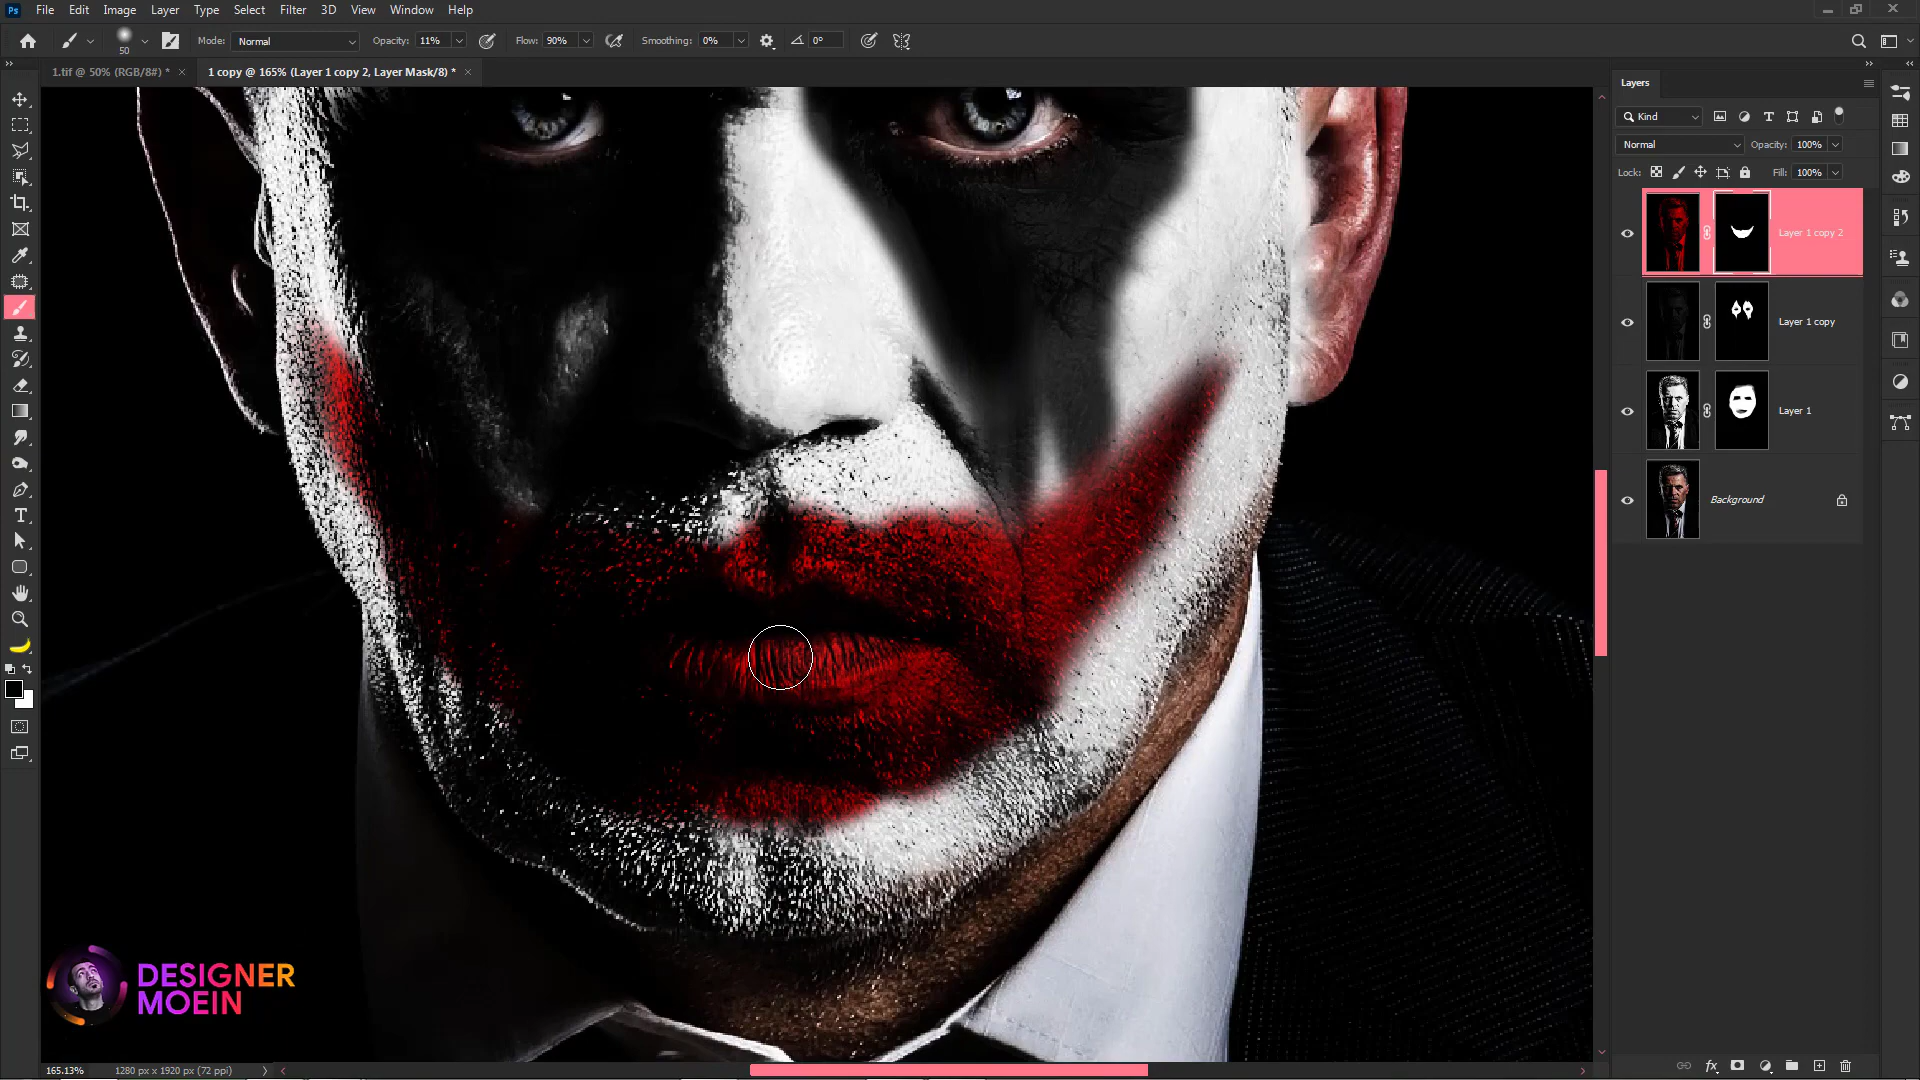 Ps File Edit Image Layer Type Select Filter 3D View Window Help
50 Mode: Normal Opacity: 11% Flow: 90% Smoothing: 0% 0°
1.tif @ 50% (RGB/8#) * × 1 copy @ 165% (Layer 1 copy 2, Layer Mask/8) * ×
Layers
Kind
Normal Opacity: 100%
Lock: Fill: 100%
Layer 1 copy 2
Layer 1 copy
Layer 1
Background
T
DESIGNER
MOEIN
165.13% 1280 px x 1920 px (72 ppi)
fx